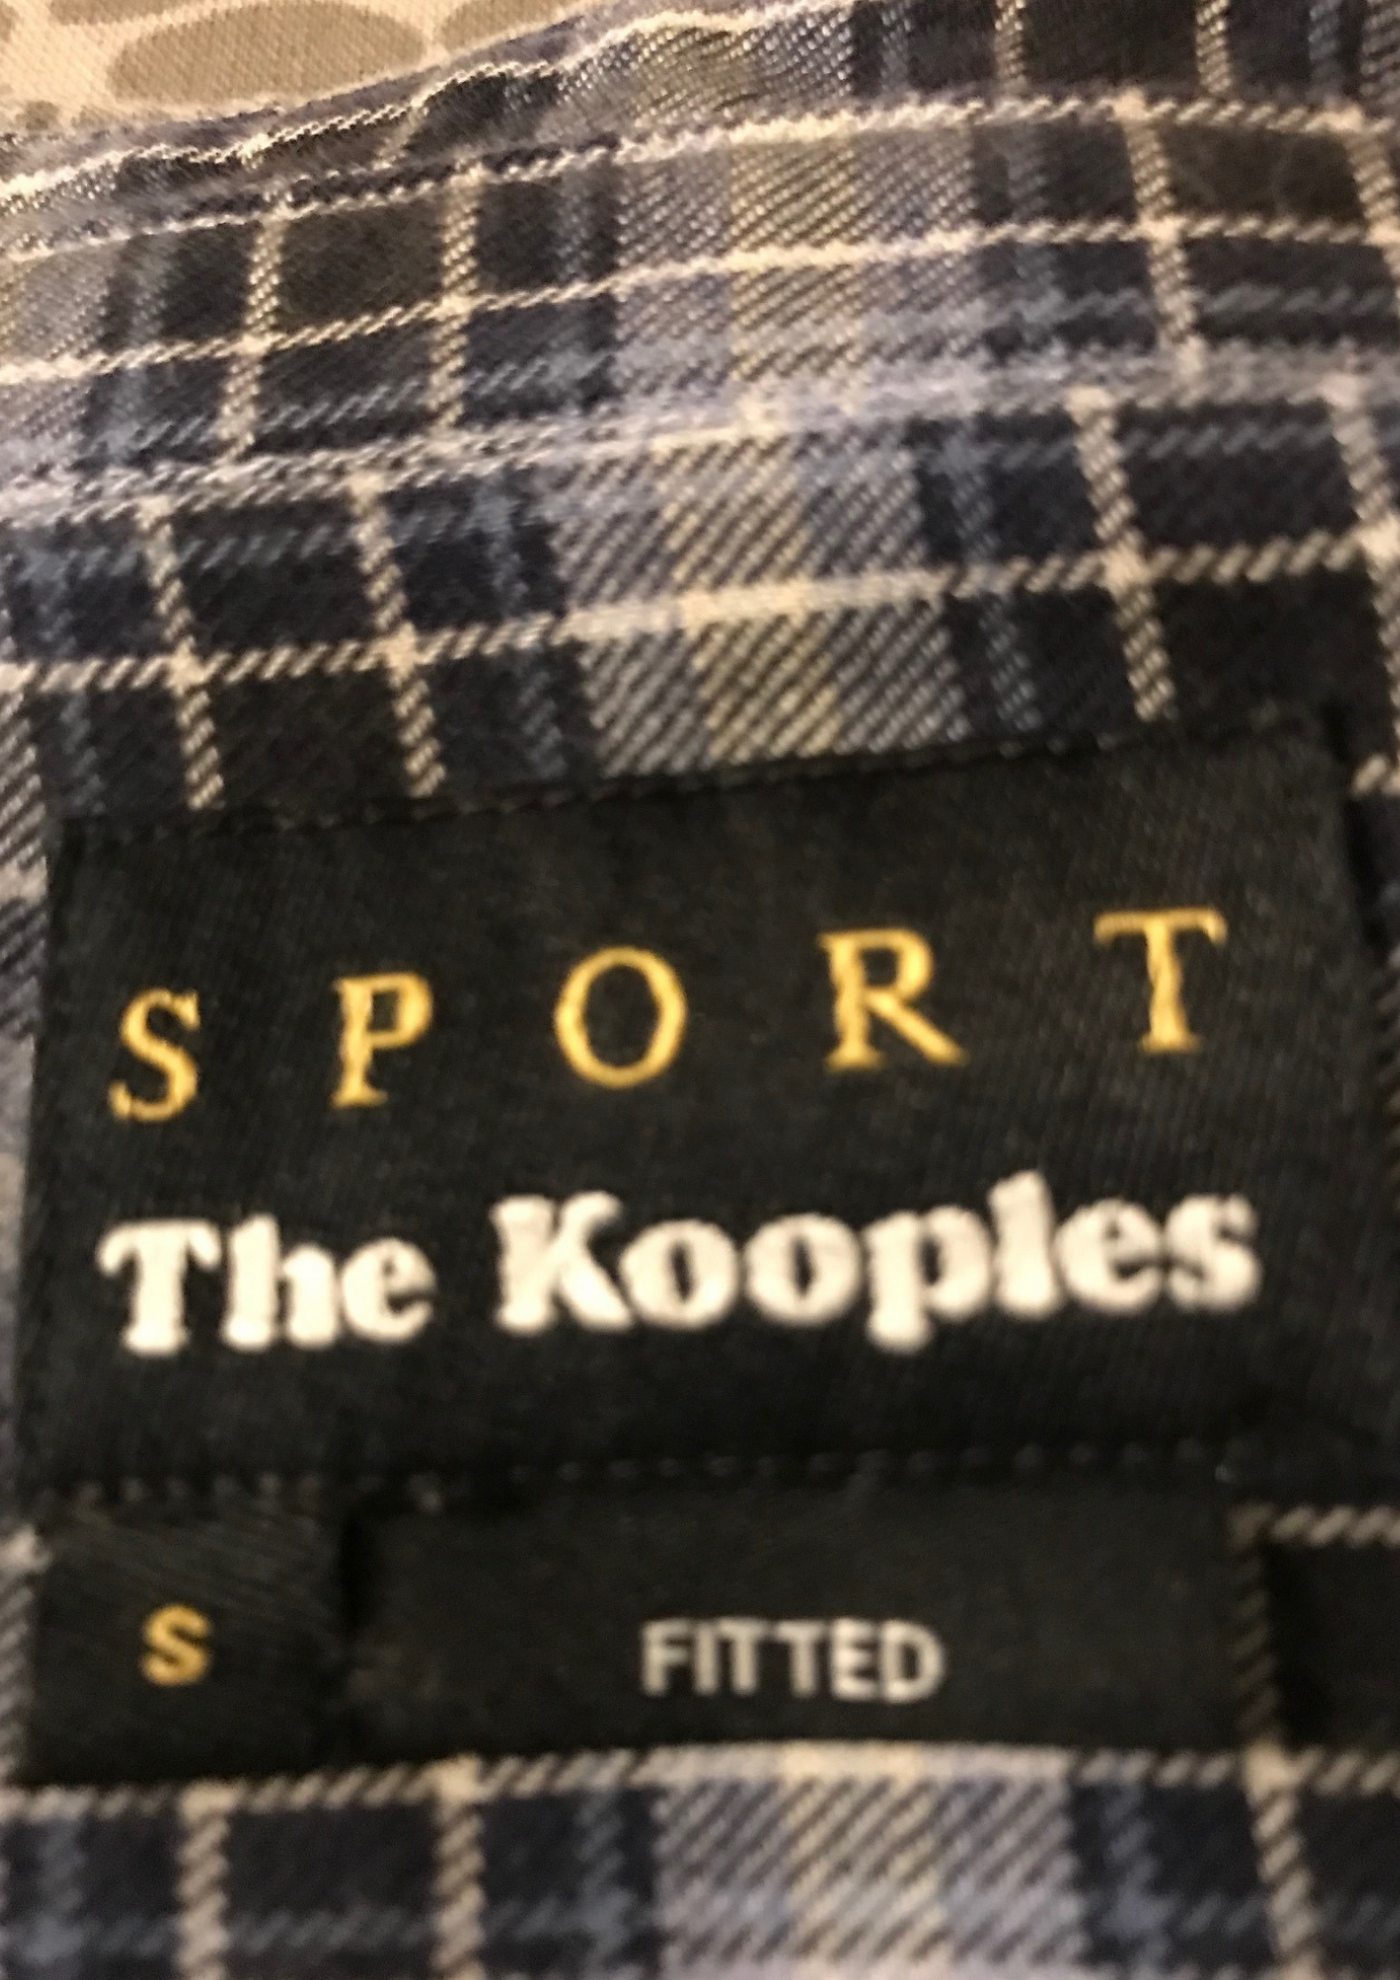 SPORT
The Kooples
S FITTED